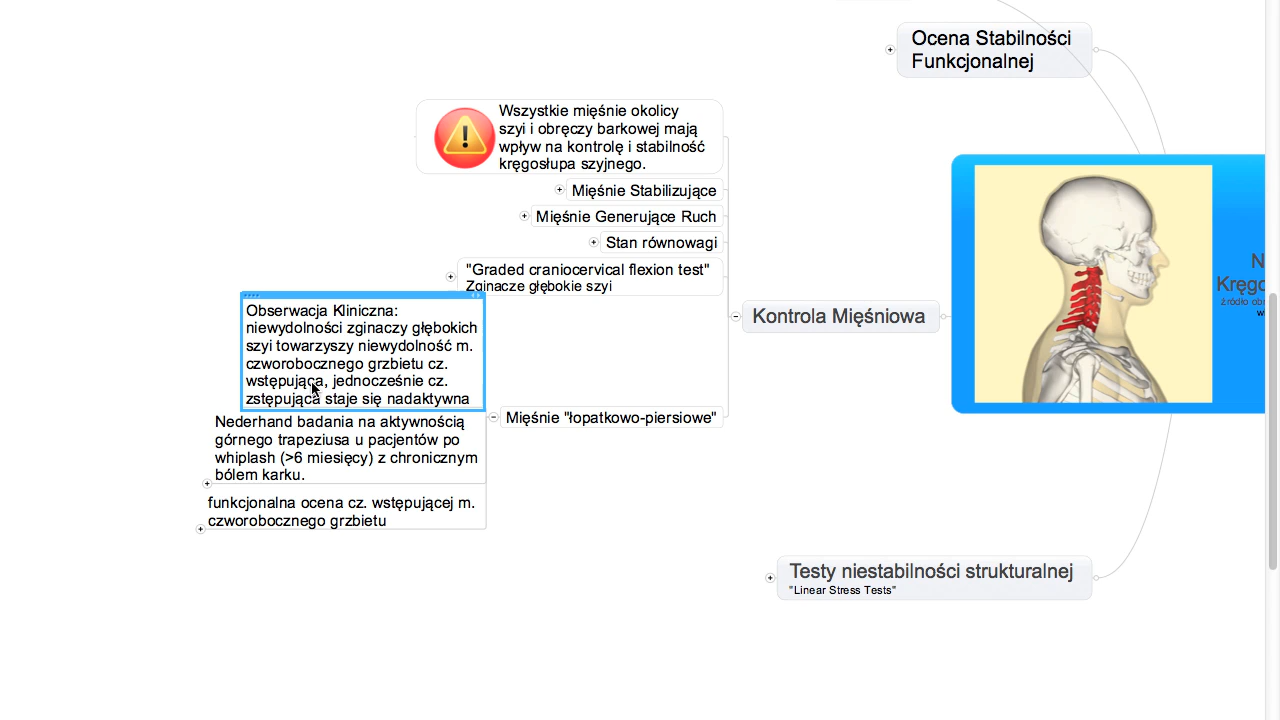 Ocena Stabilności
Funkcjonalnej
Wszystkie mięśnie okolicy
szyi i obręczy barkowej mają
wpływ na kontrolę i stabilność
kręgosłupa szyjnego.
Mięśnie Stabilizujące
Mięśnie Generujące Ruch
Stan równowagi
"Graded craniocervical flexion test"
Zginacze głębokie szyi
Obserwacja Kliniczna:
niewydolności zginaczy głębokich
szyi towarzyszy niewydolność m.
czworobocznego grzbietu cz.
wstępująca, jednocześnie cz.
zstępująca staje się nadaktywna
Kontrola Mięśniowa
Mięśnie "łopatkowo-piersiowe"
Nederhand badania na aktywnością
górnego trapeziusa u pacjentów po
whiplash (>6 miesięcy) z chronicznym
bólem karku.
funkcjonalna ocena cz. wstępującej m.
czworobocznego grzbietu
Testy niestabilności strukturalnej
"Linear Stress Tests"